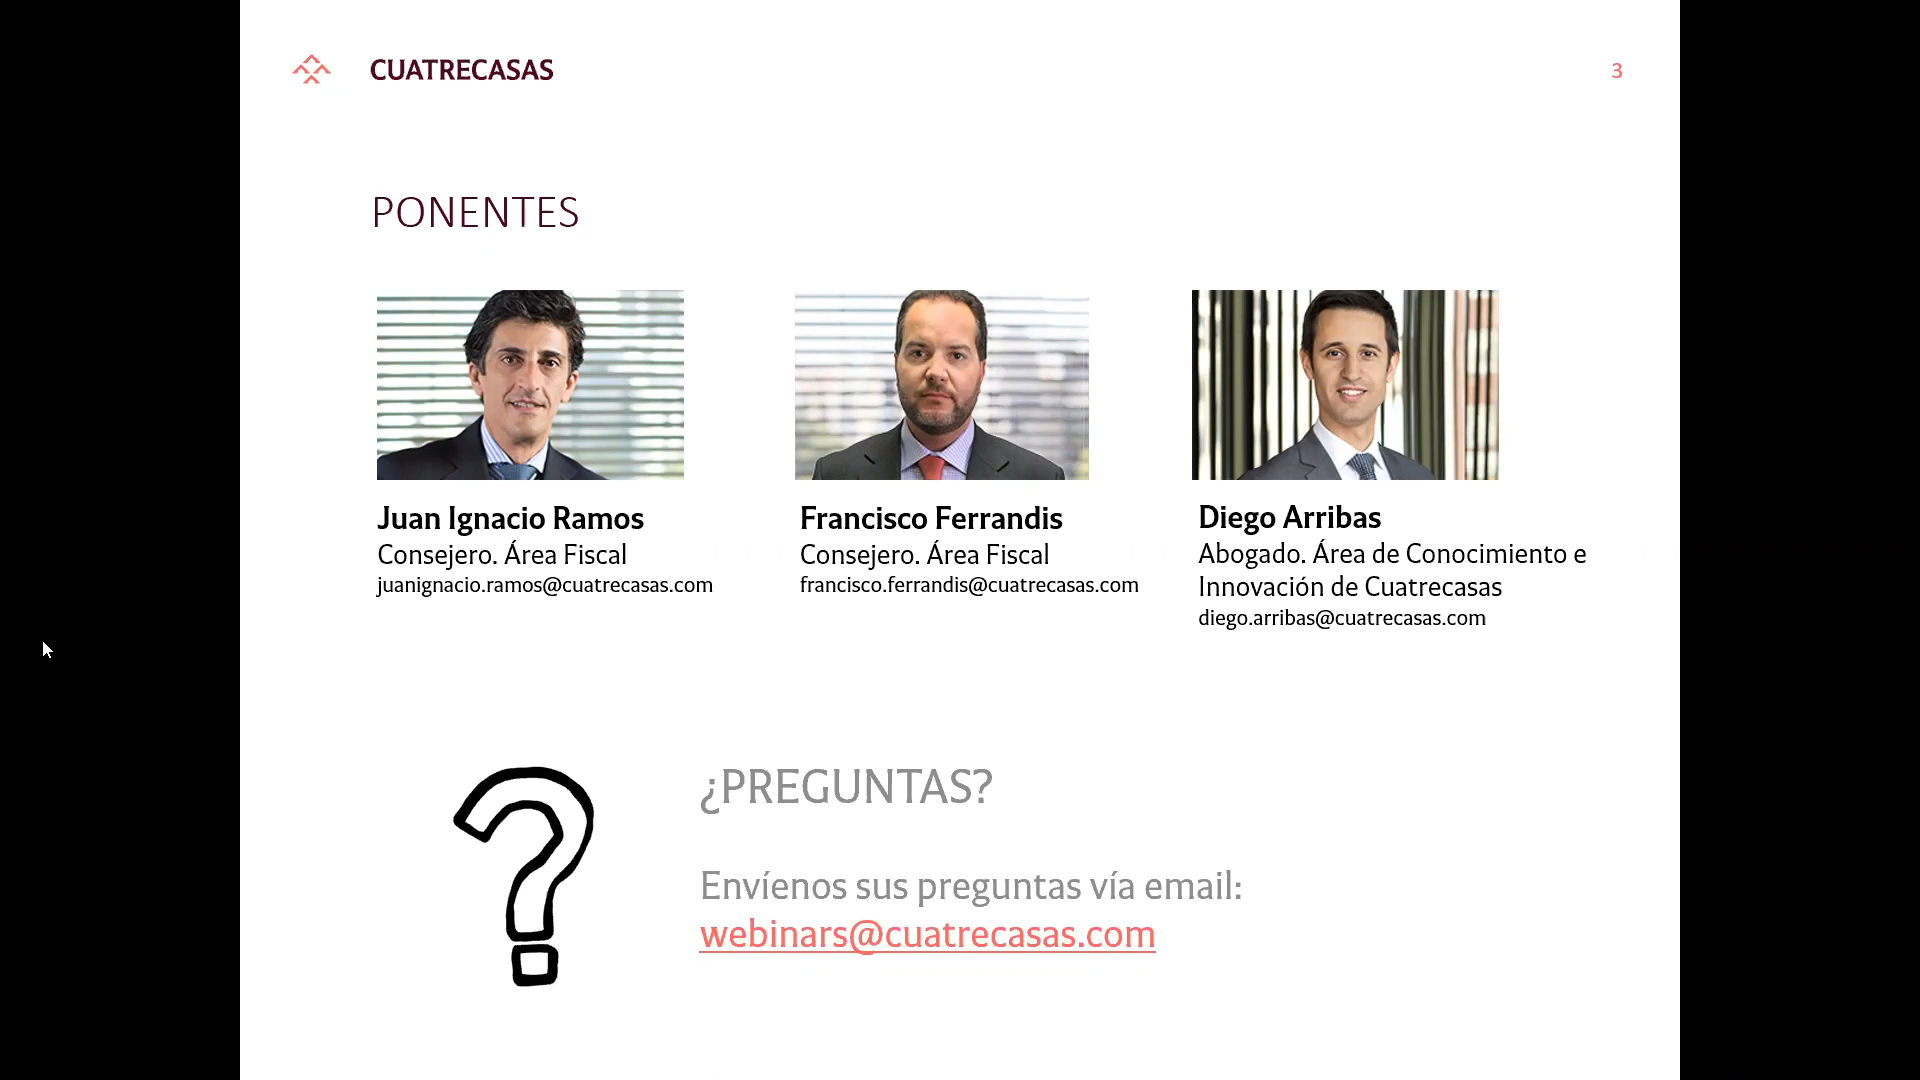 CUATRECASAS
3
PONENTES
Juan Ignacio Ramos
Consejero. Área Fiscal
juanignacio.ramos@cuatrecasas.com
Francisco Ferrandis
Consejero. Área Fiscal
francisco.ferrandis@cuatrecasas.com
Diego Arribas
Abogado. Área de Conocimiento e
Innovación de Cuatrecasas
diego.arribas@cuatrecasas.com
¿PREGUNTAS?
Envíenos sus preguntas vía email:
webinars@cuatrecasas.com